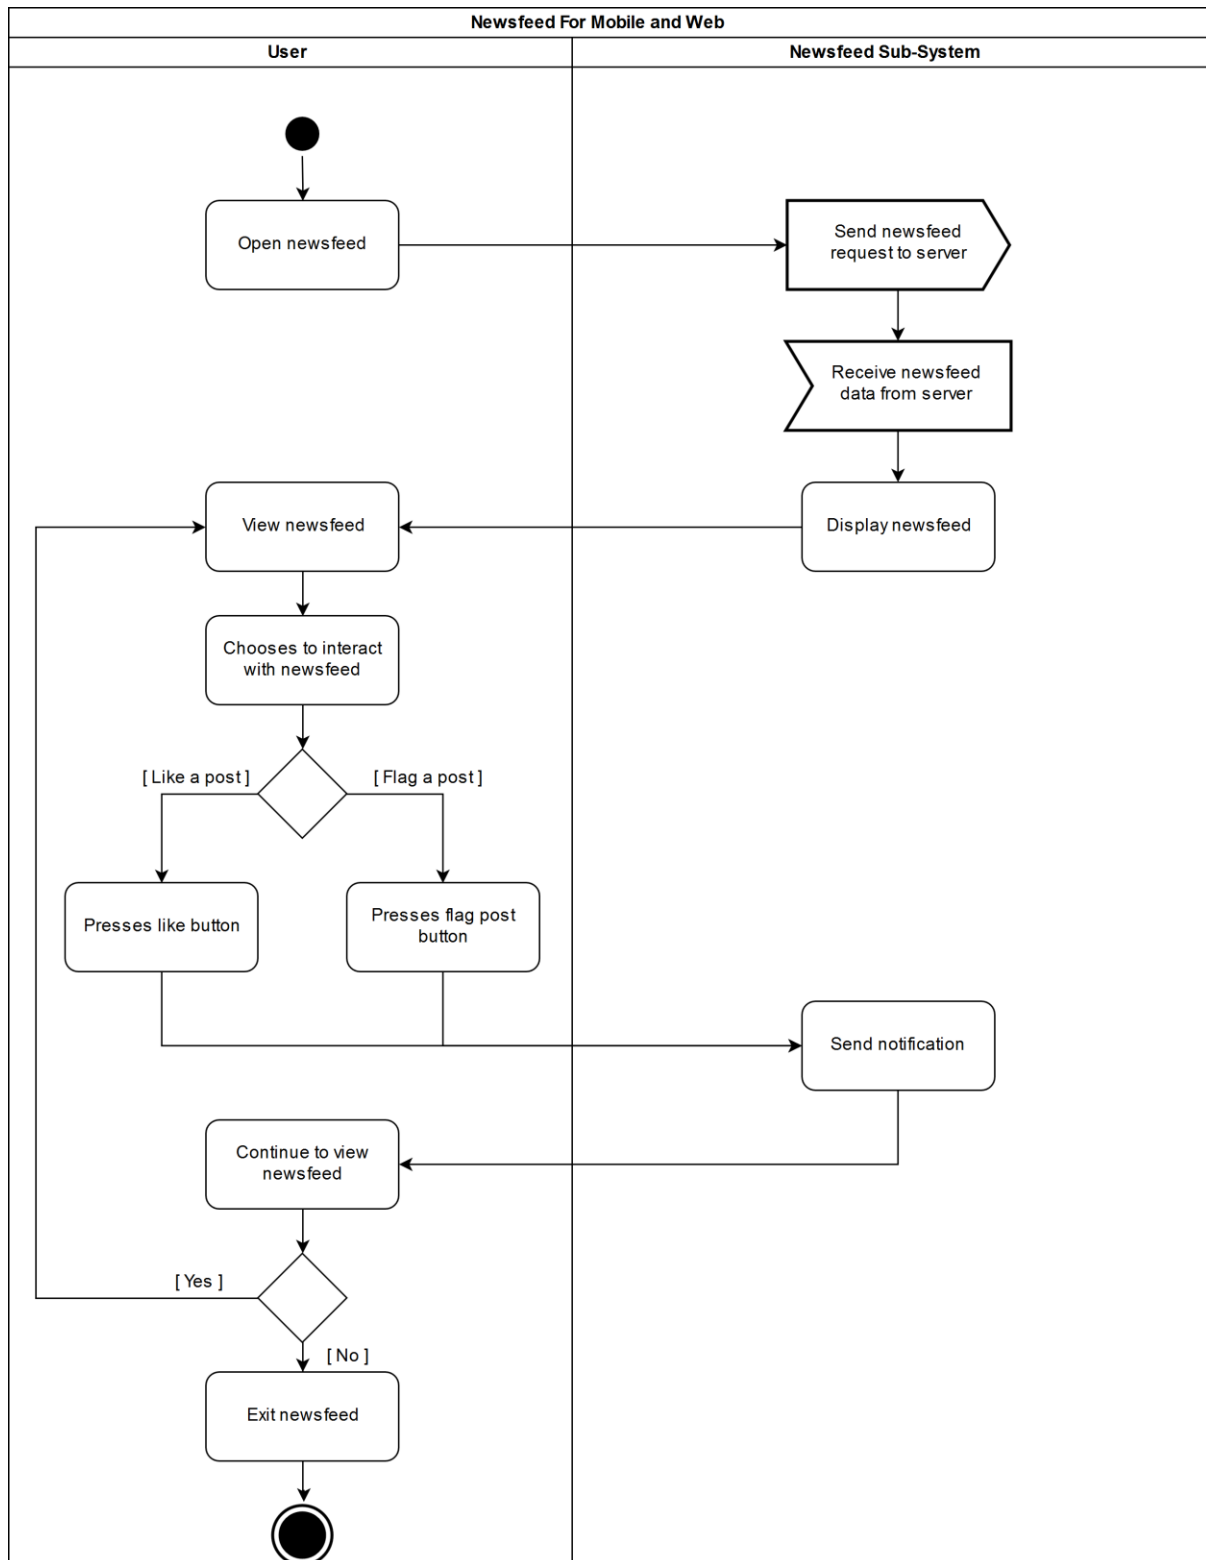 Newsfeed For Mobile and Web
User
Newsfeed Sub-System
Open newsfeed
Send newsfeed
request to server
Receive newsfeed
data from server
View newsfeed
Display newsfeed
Chooses to interact
with newsfeed
[ Like a post ]
[ Flag a post ]
Presses like button
Presses flag post
button
Send notification
Continue to view
newsfeed
[ Yes ]
[ No ]
Exit newsfeed